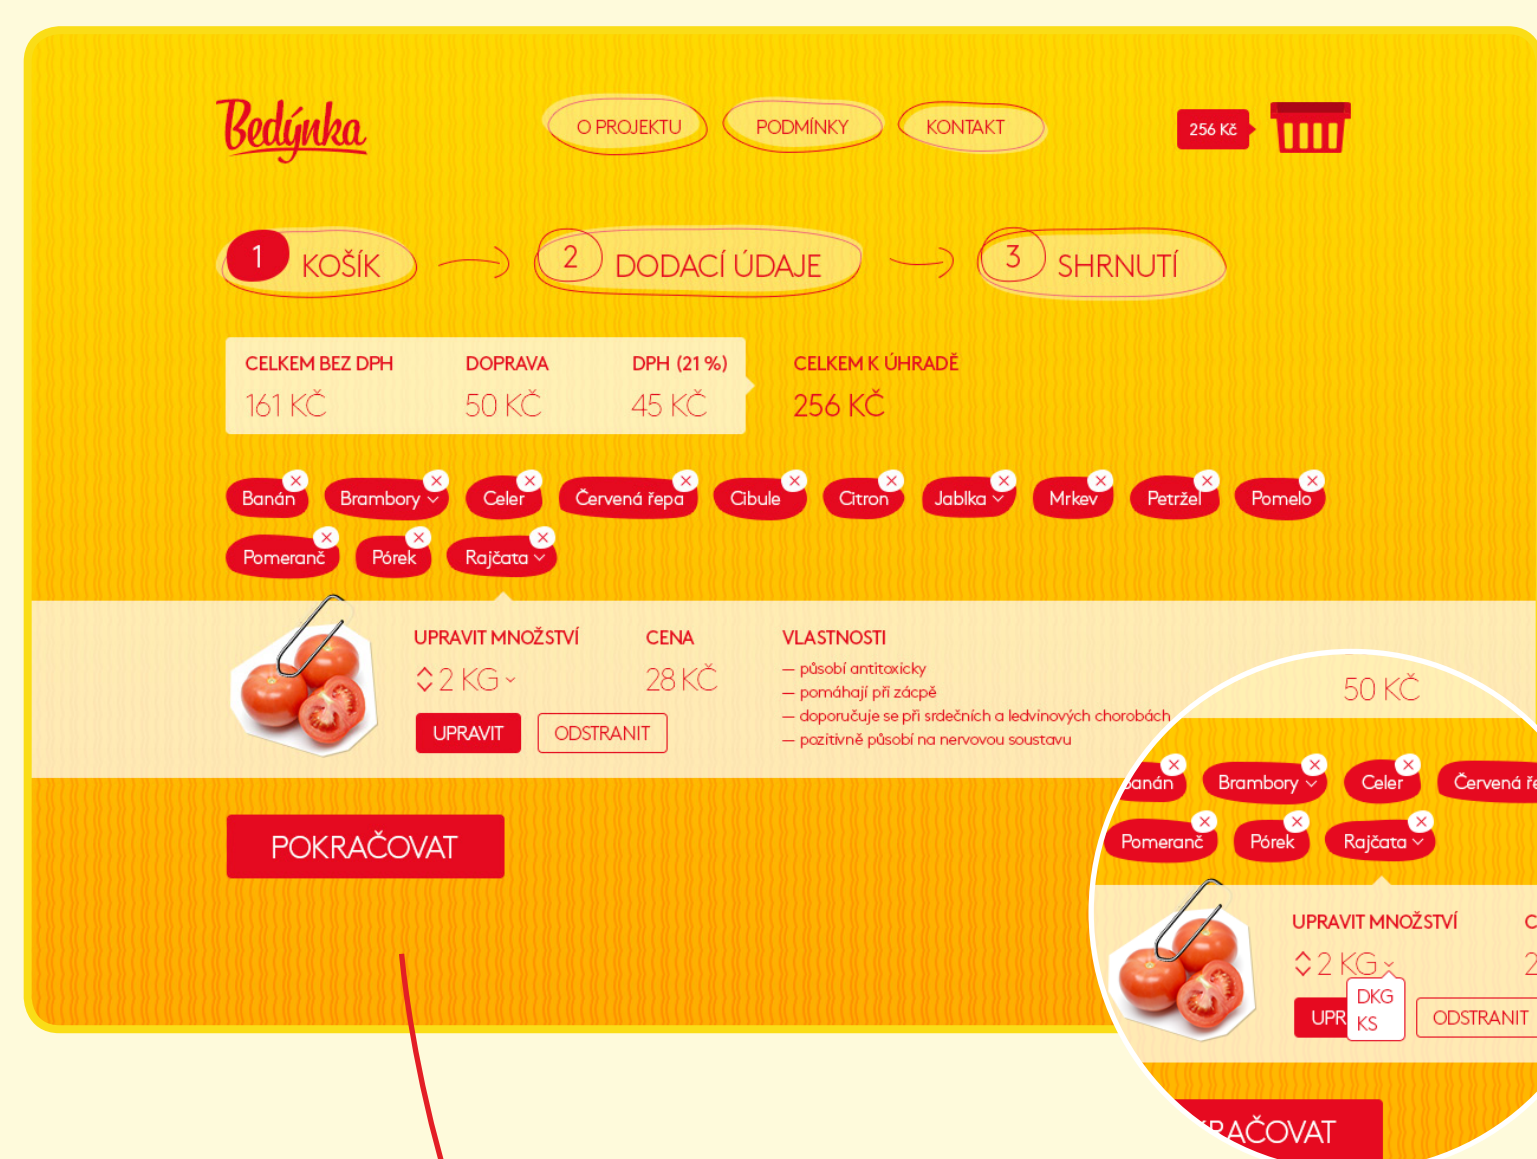 Bedýnka
O PROJEKTU
PODMÍNKY
KONTAKT
256 Kč
1 KOŠÍK
2 DODACÍ ÚDAJE
3 SHRNUTÍ
CELKEM BEZ DPH
161 KČ
DOPRAVA
50 KČ
DPH (21 %)
45 KČ
CELKEM K ÚHRADĚ
256 KČ
Banán
Brambory
Celer
Červená řepa
Cibule
Citron
Jablka
Mrkev
Petržel
Pomelo
Pomeranč
Pórek
Rajčata
UPRAVIT MNOŽSTVÍ
2 KG
UPRAVIT
ODSTRANIT
CENA
28 KČ
VLASTNOSTI
— působí antitoxicky
— pomáhají při zácpě
— doporučuje se při srdečních a ledvinových chorobách
— pozitivně působí na nervovou soustavu
POKRAČOVAT
50 KČ
Brambory
Celer
Červená
Pomeranč
Pórek
Rajčata
UPRAVIT MNOŽSTVÍ
2 KG
DKG
KS
ODSTRANIT